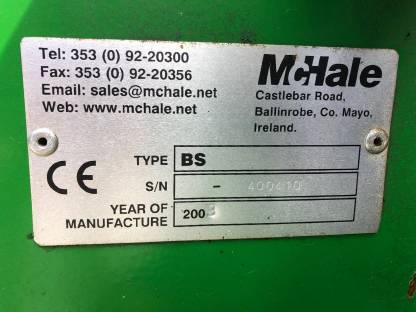 Tel: 353 (0) 92-20300
Fax: 353 (0) 92-20356
Email: sales@mchale.net
Web: www.mchale.net
McHale
Castlebar Road,
Ballinrobe, Co. Mayo,
Ireland.
CE
TYPE BS
S/N -
YEAR OF
MANUFACTURE 2003